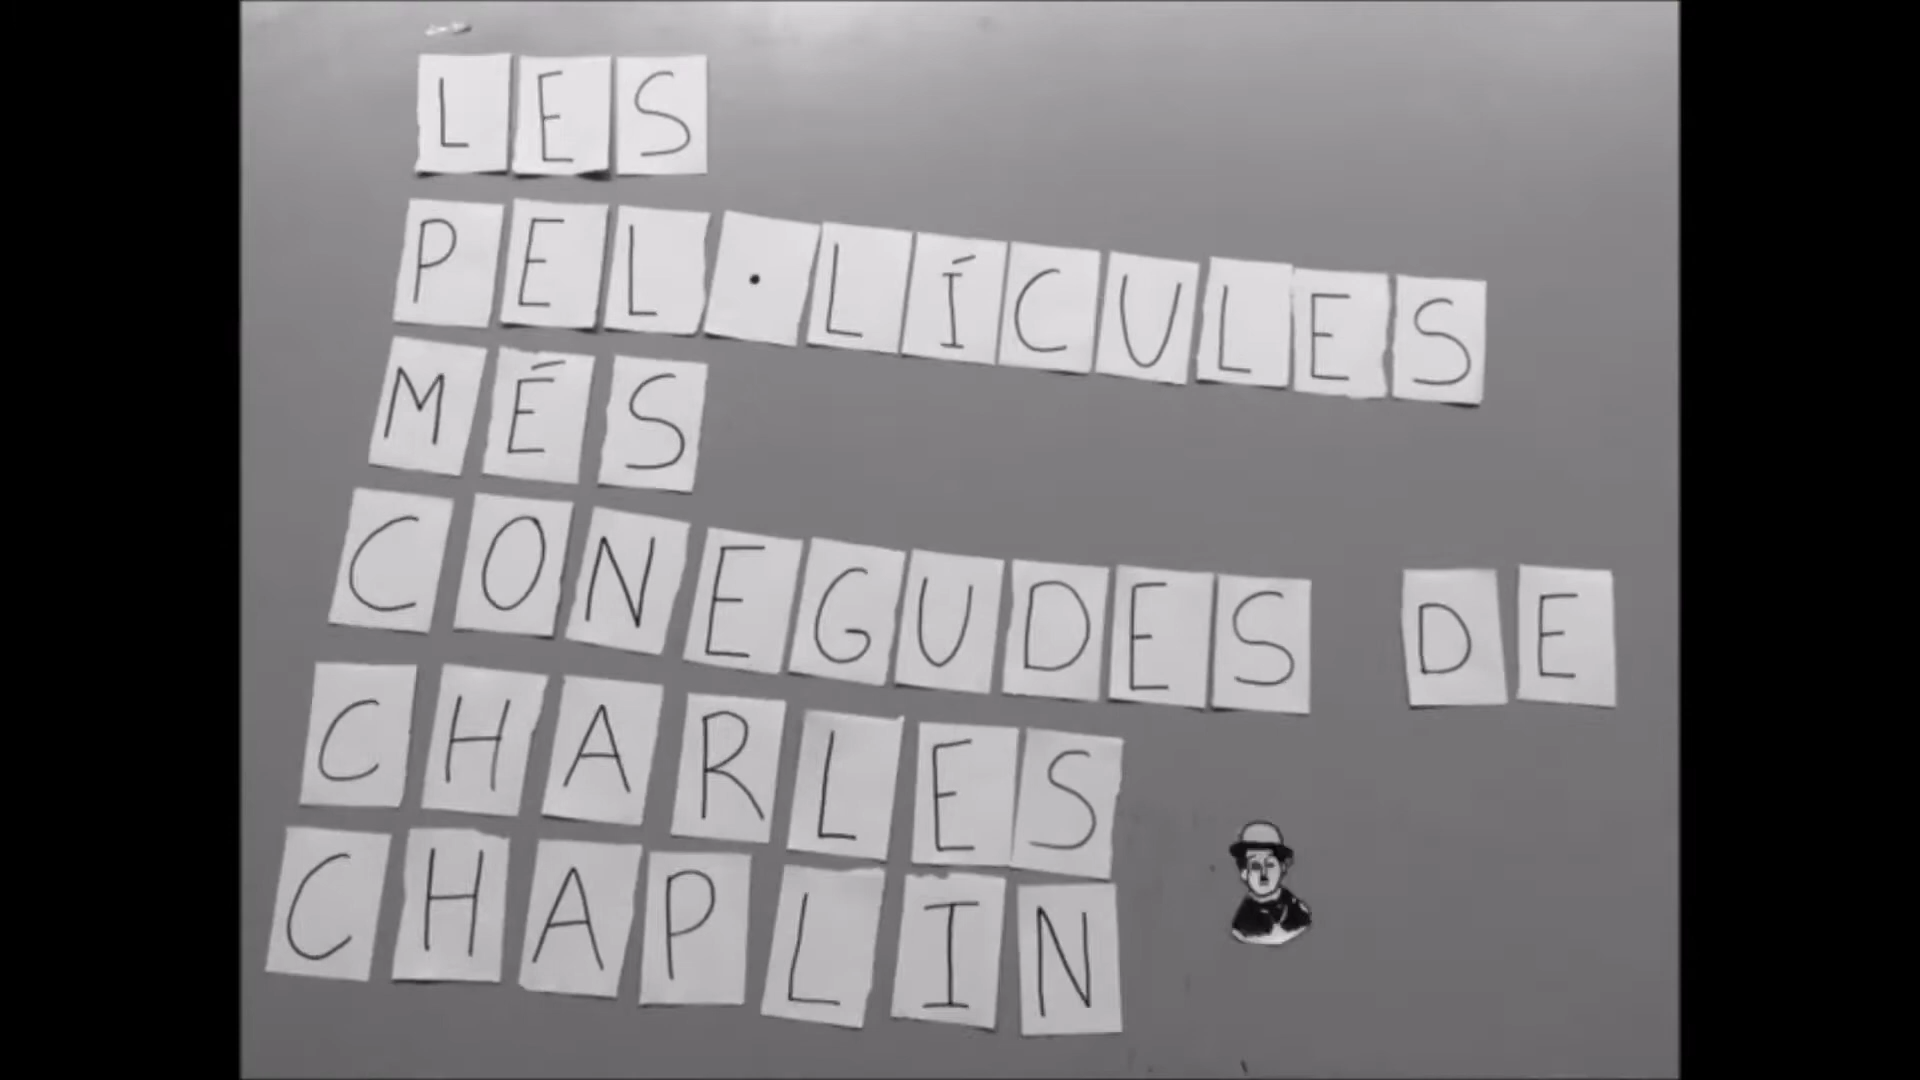 LES
PEL·LÍCULES
MÉS
CONEGUDES DE
CHARLES
CHAPLIN